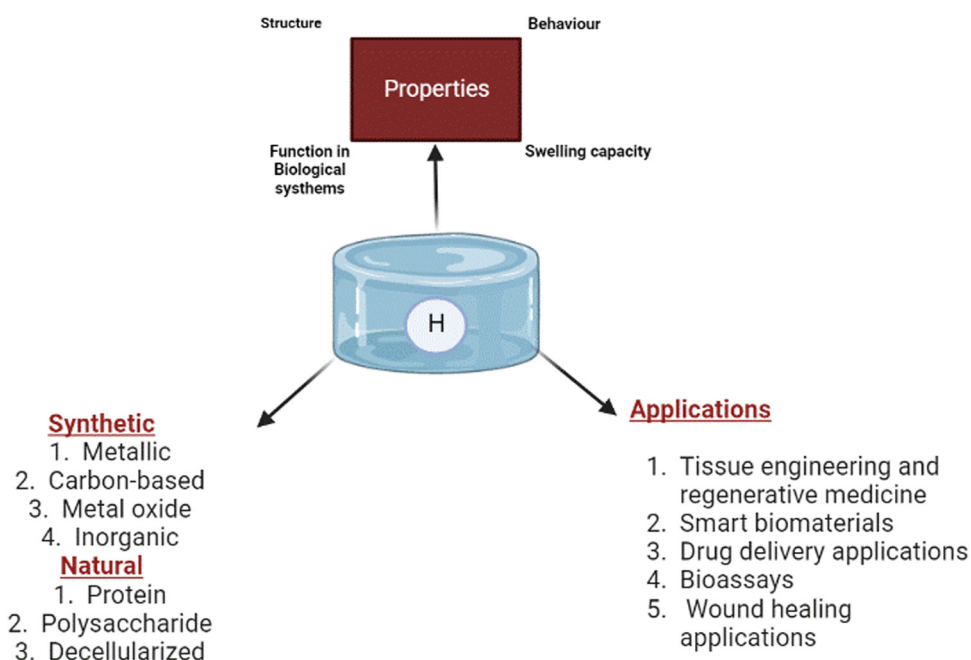 Structure
Behaviour
Properties
Function in
Biological
systhems
Swelling capacity
H
Synthetic
1. Metallic
2. Carbon-based
3. Metal oxide
4. Inorganic
Natural
1. Protein
2. Polysaccharide
3. Decellularized
Applications
1. Tissue engineering and
regenerative medicine
2. Smart biomaterials
3. Drug delivery applications
4. Bioassays
5. Wound healing
applications